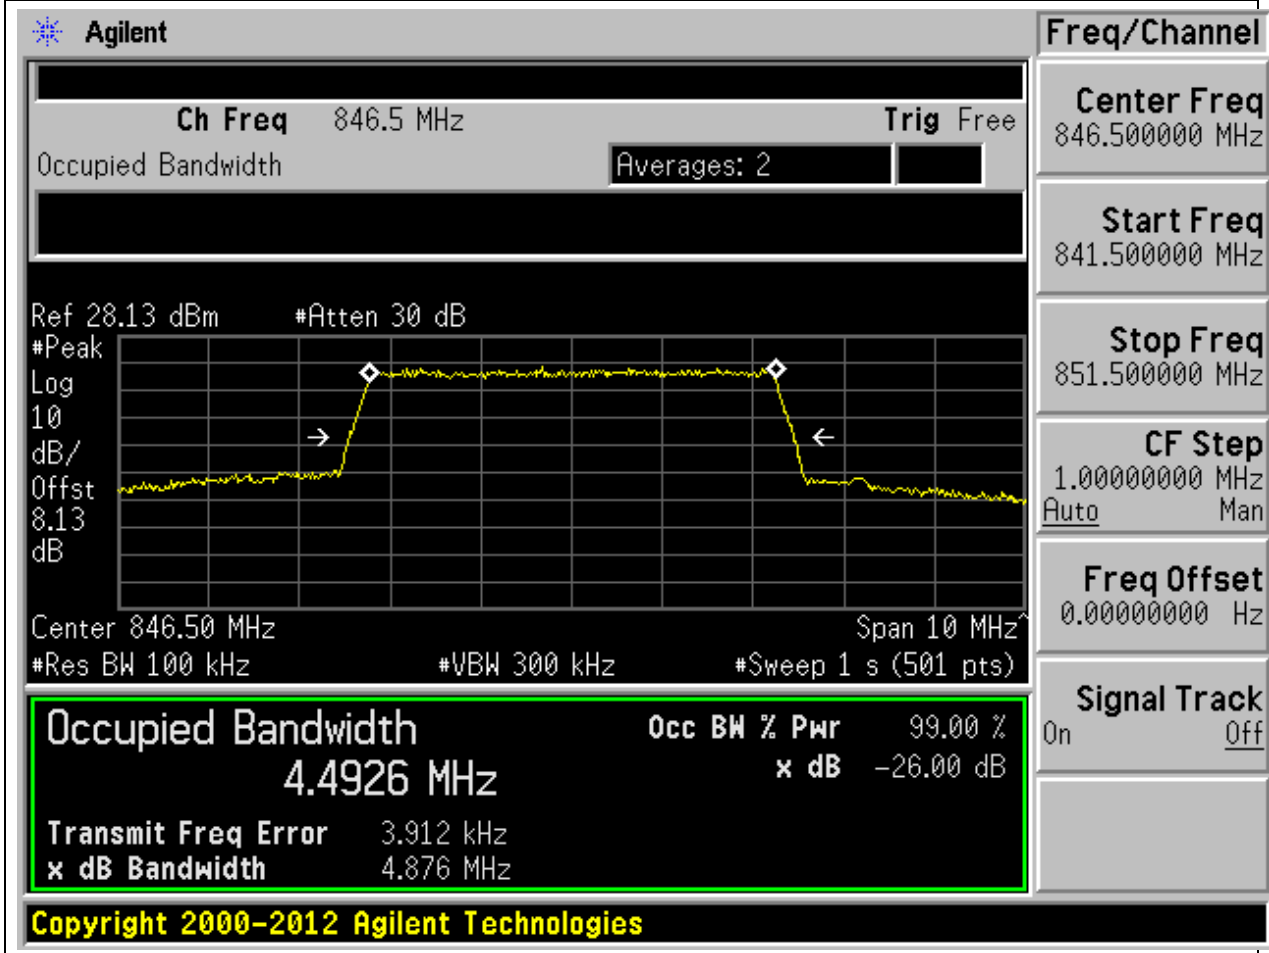 Agilent
Freq/Channel
Ch Freq 846.5 MHz Trig Free
Occupied Bandwidth Averages: 2
Ref 28.13 dBm #Atten 30 dB
#Peak
Log
10
dB/
Offst
8.13
dB
Center 846.50 MHz Span 10 MHz^
#Res BW 100 kHz #VBW 300 kHz #Sweep 1 s (501 pts)
Occupied Bandwidth Occ BW % Pwr 99.00 %
4.4926 MHz x dB -26.00 dB
Transmit Freq Error 3.912 kHz
x dB Bandwidth 4.876 MHz
Copyright 2000-2012 Agilent Technologies
Center Freq
846.500000 MHz
Start Freq
841.500000 MHz
Stop Freq
851.500000 MHz
CF Step
1.00000000 MHz
Auto Man
Freq Offset
0.00000000 Hz
Signal Track
On Off